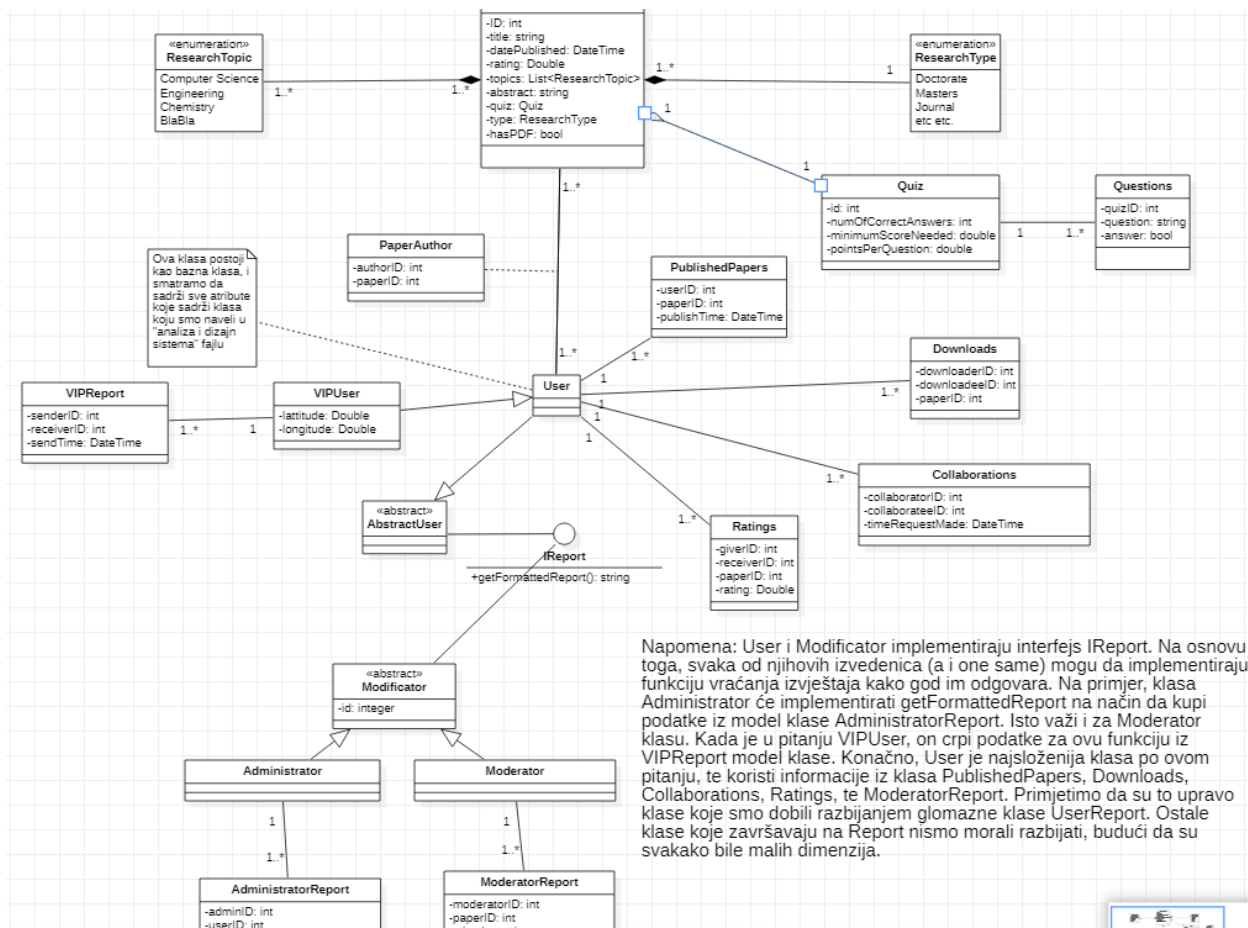 -ID: int
-title: string
-datePublished: DateTime
-rating: Double
-topics: List<ResearchTopic>
-abstract: string
-quiz: Quiz
-type: ResearchType
-hasPDF: bool
«enumeration»
ResearchTopic
Computer Science
Engineering
Chemistry
BlaBla
1..*
1..*
1..*
1
«enumeration»
ResearchType
Doctorate
Masters
Journal
etc etc.
1
1
Quiz
-id: int
-numOfCorrectAnswers: int
-minimumScoreNeeded: double
-pointsPerQuestion: double
1
1..*
Questions
-quizID: int
-question: string
-answer: bool
1..*
1..*
PaperAuthor
-authorID: int
-paperID: int
Ova klasa postoji
kao bazna klasa, i
smatramo da
sadrži sve atribute
koje sadrži klasa
koju smo naveli u
"analiza i dizajn
sistema" fajlu
PublishedPapers
-userID: int
-paperID: int
-publishTime: DateTime
1..*
1
Downloads
-downloaderID: int
-downloadeeID: int
-paperID: int
1..*
1
VIPReport
-senderID: int
-receiverID: int
-sendTime: DateTime
1..*
1
VIPUser
-lattitude: Double
-longitude: Double
User
1
1
Collaborations
-collaboratorID: int
-collaborateeID: int
-timeRequestMade: DateTime
1..*
Ratings
-giverID: int
-receiverID: int
-paperID: int
-rating: Double
1..*
«abstract»
AbstractUser
IReport
+getFormattedReport(): string
«abstract»
Modificator
-id: integer
Administrator
Moderator
1
1..*
1
1..*
AdministratorReport
-adminID: int
-userID: int
ModeratorReport
-moderatorID: int
-paperID: int
Napomena: User i Modificator implementiraju interfejs IReport. Na osnovu
toga, svaka od njihovih izvedenica (a i one same) mogu da implementiraju
funkciju vraćanja izvještaja kako god im odgovara. Na primjer, klasa
Administrator će implementirati getFormattedReport na način da kupi
podatke iz model klase AdministratorReport. Isto važi i za Moderator
klasu. Kada je u pitanju VIPUser, on crpi podatke za ovu funkciju iz
VIPReport model klase. Konačno, User je najsloženija klasa po ovom
pitanju, te koristi informacije iz klasa PublishedPapers, Downloads,
Collaborations, Ratings, te ModeratorReport. Primjetimo da su to upravo
klase koje smo dobili razbijanjem glomazne klase UserReport. Ostale
klase koje završavaju na Report nismo morali razbijati, budući da su
svakako bile malih dimenzija.